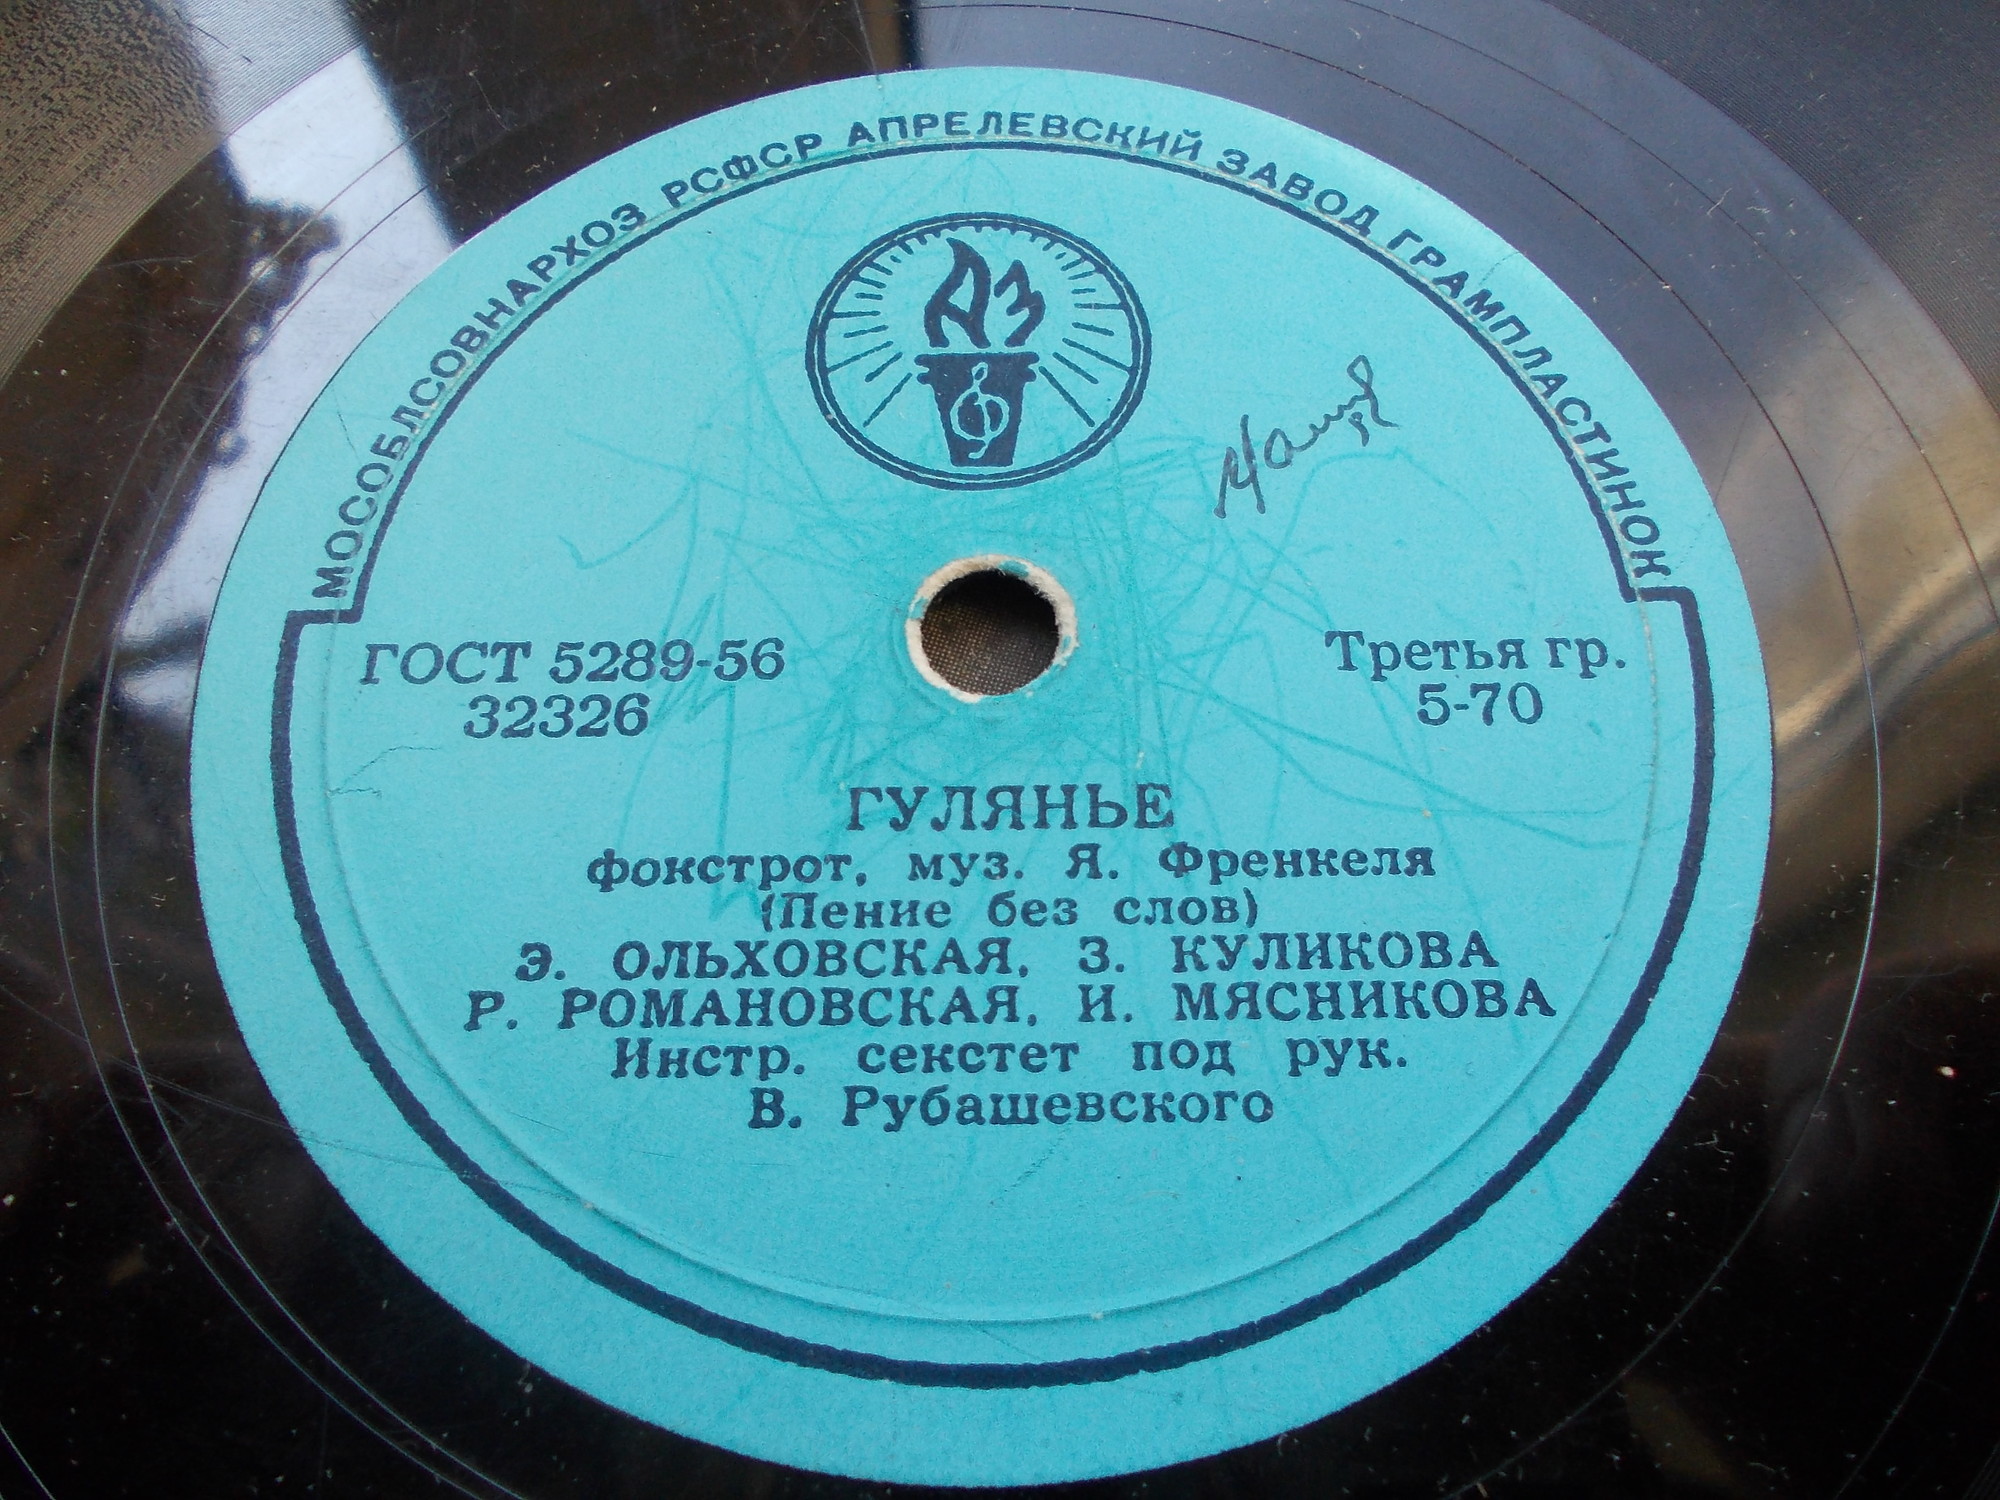 МОСОБЛСОВНАРХОЗ РСФСР АПРЕЛЕВСКИЙ ЗАВОД ГРАМПЛАСТИНОК
АЗ
ГОСТ 5289-56
32326
Третья гр.
5-70
ГУЛЯНЬЕ
фокстрот, муз. Я. Френкеля
(Пение без слов)
Э. ОЛЬХОВСКАЯ, З. КУЛИКОВА
Р. РОМАНОВСКАЯ, И. МЯСНИКОВА
Инстр. секстет под рук.
В. Рубашевского